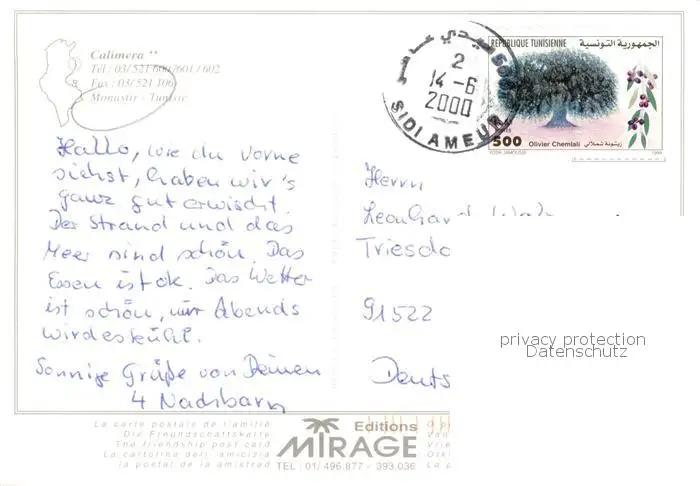 Calimera **
Tél : 03/521 600/601 / 602
Fax : 03/521 106
Monastir - Tunisie
Hallo, wie du vorne
siehst, haben wir's
ganz gut erwischt.
Der Strand und das
Meer sind schön. Das
Essen ist ok. Das Wetter
ist schön, nur Abends
wird es kühl.
Sonnige Grüße von Deinen
4 Nachbarn
2
14-6
2000
SIDI AMEUR
REPUBLIQUE TUNISIENNE الجمهورية التونسية
500 Olivier Chemlali زيتونة شملالي
1999
Herrn
Leonhard
Triesdo
91522
Deuts
privacy protection
Datenschutz
La carte postale de l'amitié
Die Freundschaftskarte
The friendship post card
La cartolina dell' amicizia
la postal de la amistad
Editions
MIRAGE
TEL : 01/ 496.877 - 393.036